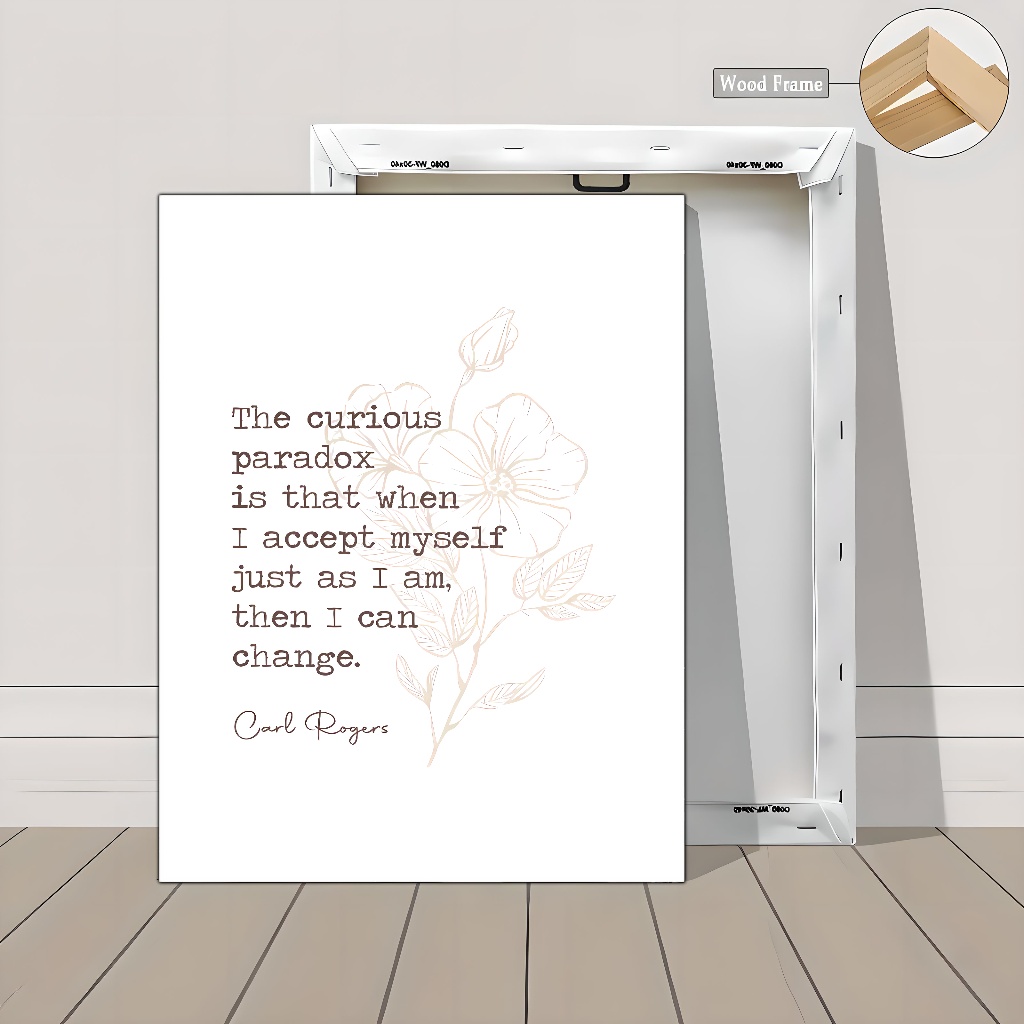 Wood Frame
The curious
paradox
is that when
I accept myself
just as I am,
then I can
change.
Carl Rogers